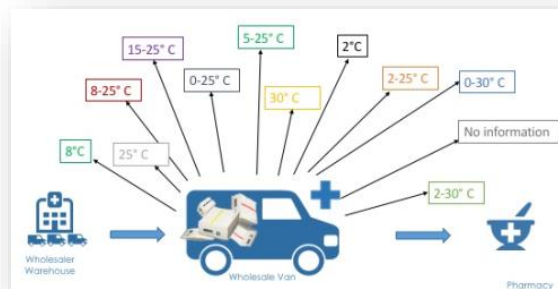 5-25° C
2°C
15-25° C
0-25° C
2-25° C
0-30° C
8-25° C
30° C
No information
8°C
25° C
2-30° C
Wholesaler
Warehouse
Wholesale Van
Pharmacy